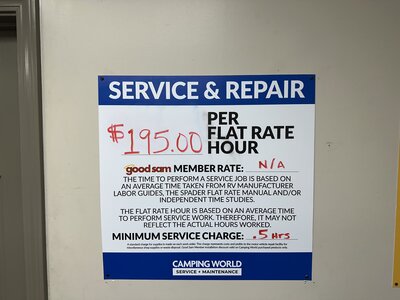 SERVICE & REPAIR
$195.00 PER
FLAT RATE
HOUR
good sam MEMBER RATE: N/A
THE TIME TO PERFORM A SERVICE JOB IS BASED ON
AN AVERAGE TIME TAKEN FROM RV MANUFACTURER
LABOR GUIDES, THE SPADER FLAT RATE MANUAL AND/OR
INDEPENDENT TIME STUDIES.
THE FLAT RATE HOUR IS BASED ON AN AVERAGE TIME
TO PERFORM SERVICE WORK. THEREFORE, IT MAY NOT
REFLECT THE ACTUAL HOURS WORKED.
MINIMUM SERVICE CHARGE: .5 Hrs
CAMPING WORLD
SERVICE • MAINTENANCE